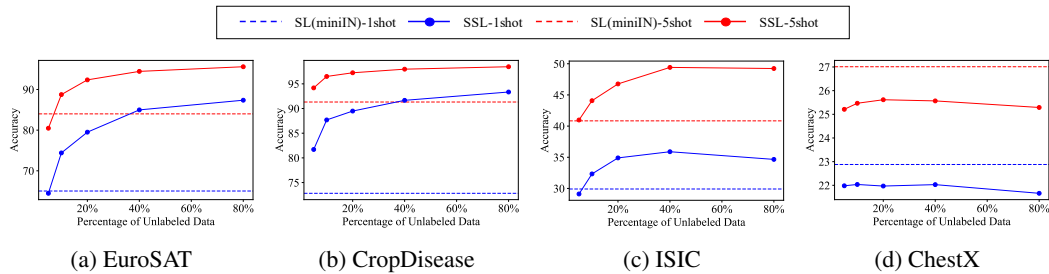 SL(miniIN)-1shot SSL-1shot SL(miniIN)-5shot SSL-5shot
90
80
70
Accuracy
20% 40% 60% 80%
Percentage of Unlabeled Data
(a) EuroSAT
95
90
85
80
75
Accuracy
20% 40% 60% 80%
Percentage of Unlabeled Data
(b) CropDisease
50
45
40
35
30
Accuracy
20% 40% 60% 80%
Percentage of Unlabeled Data
(c) ISIC
27
26
25
24
23
22
Accuracy
20% 40% 60% 80%
Percentage of Unlabeled Data
(d) ChestX